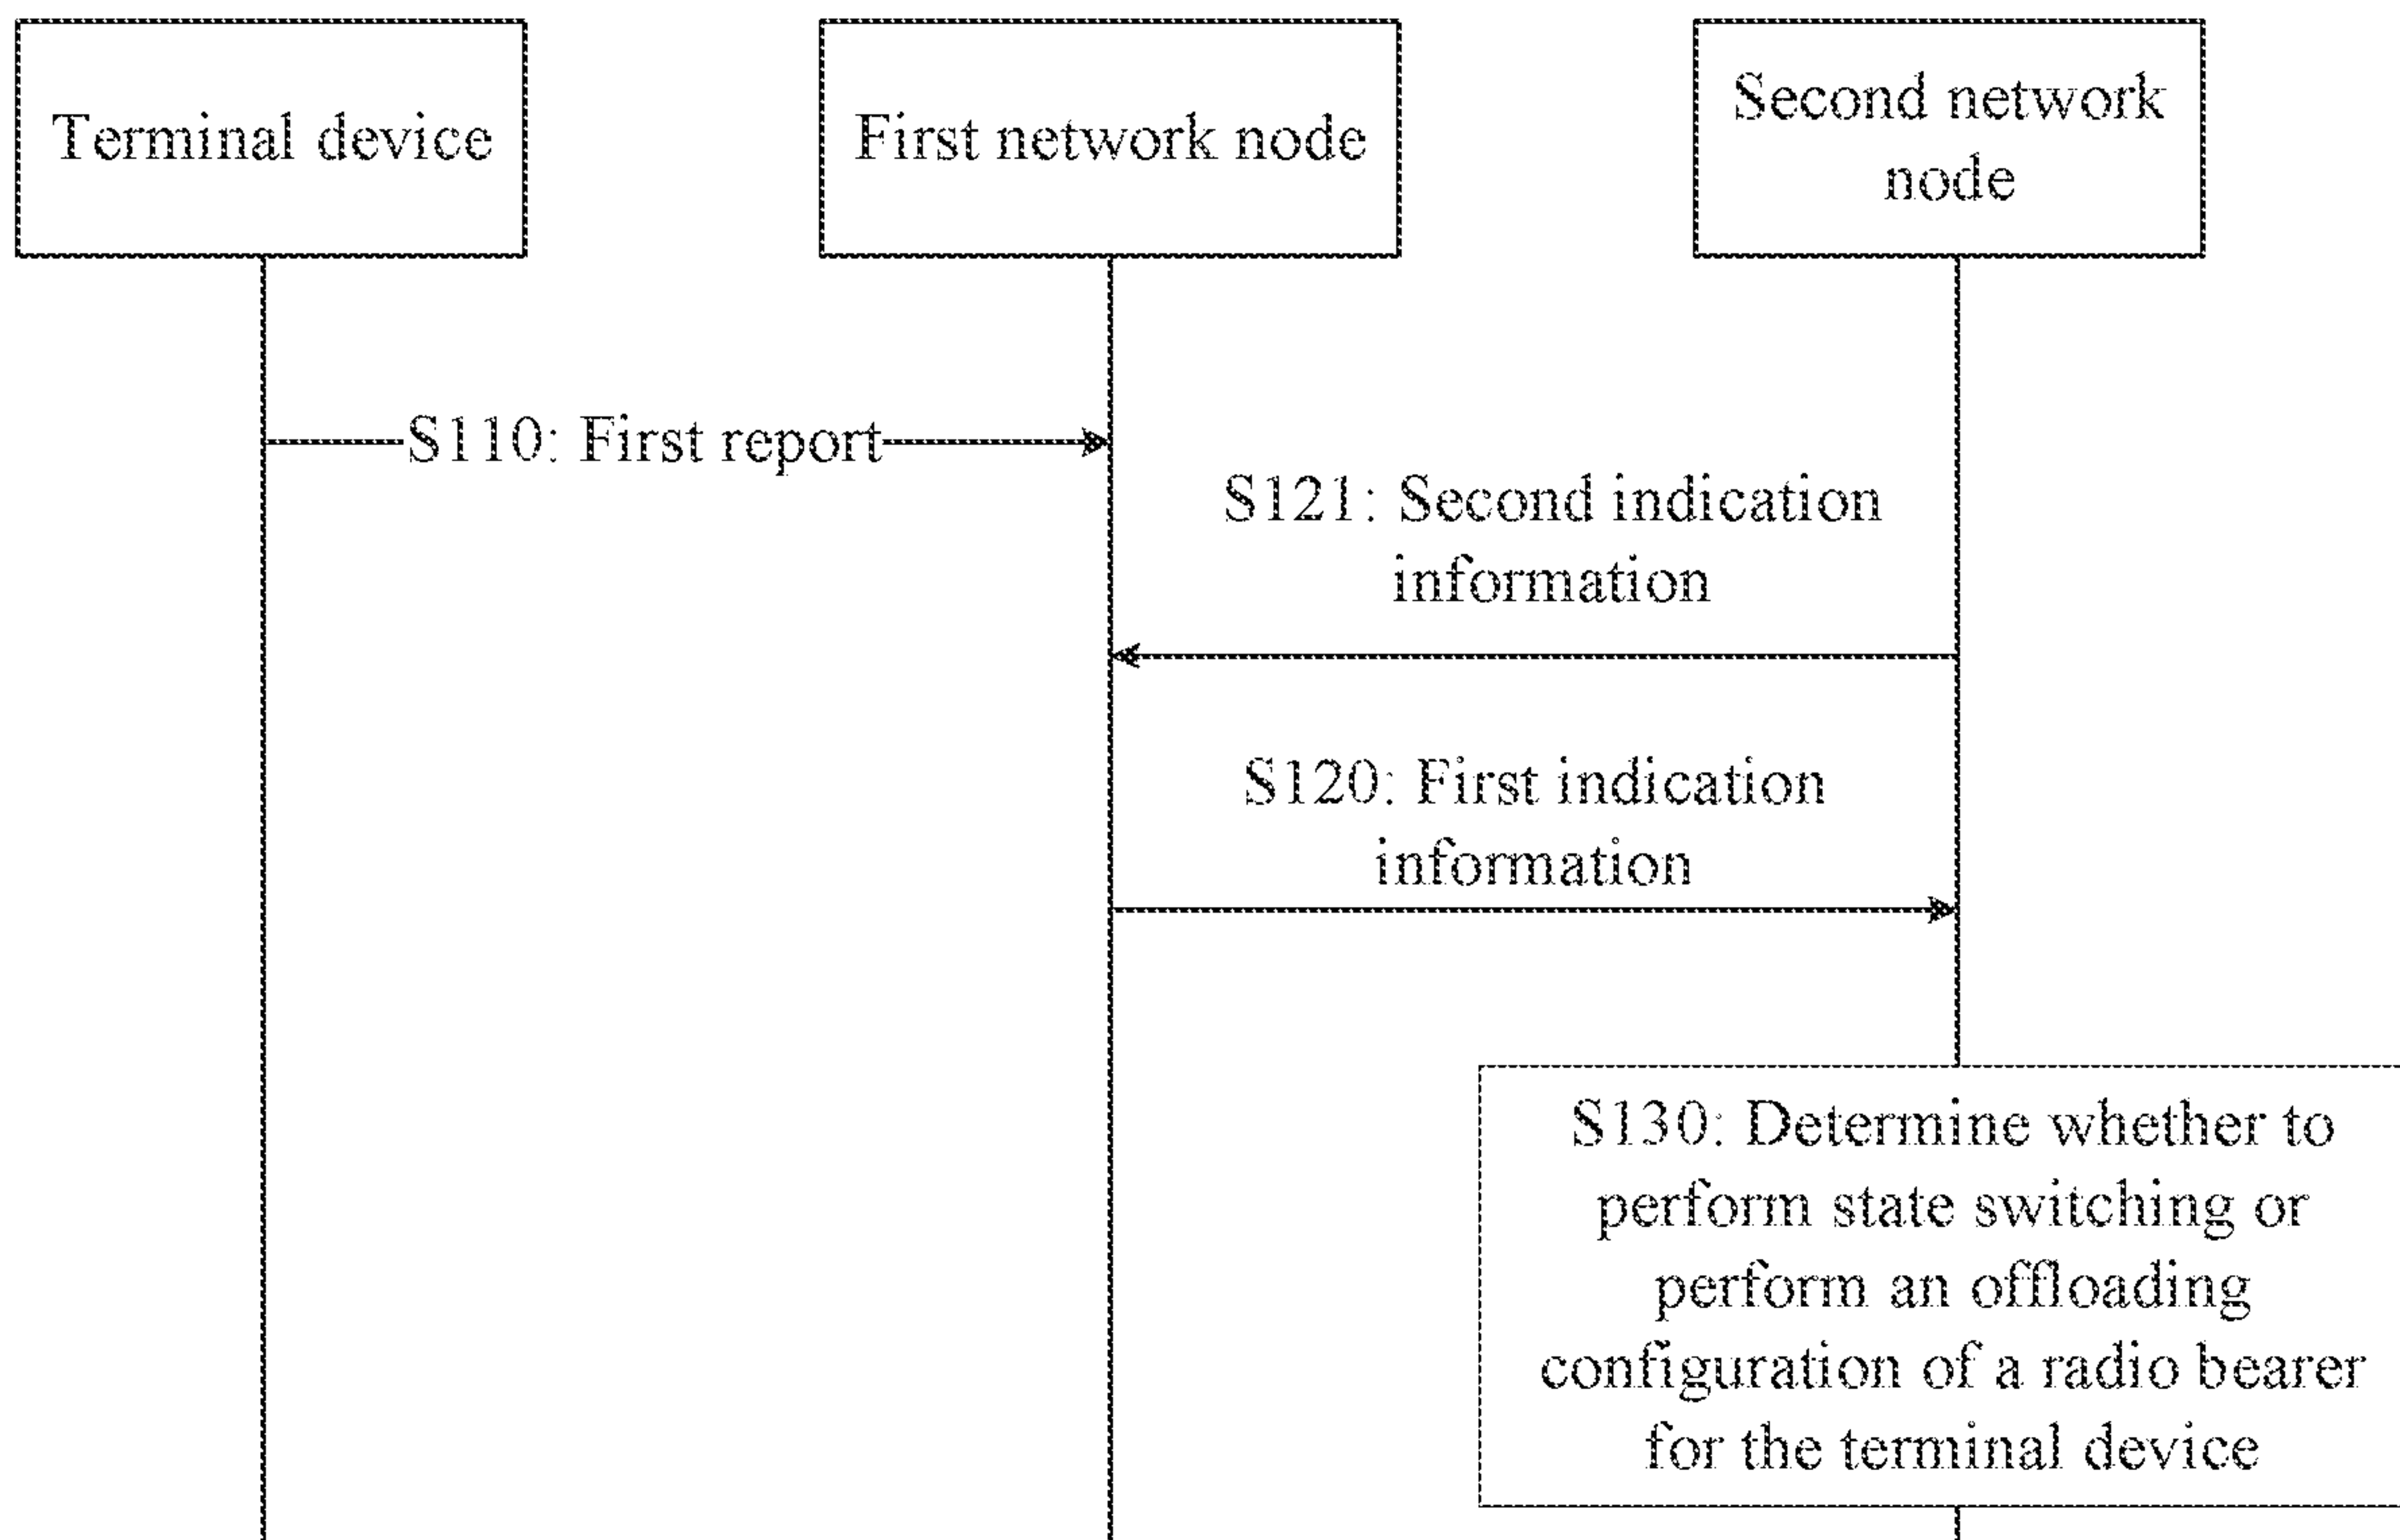 Terminal device
First network node
Second network
node
S110: First report
S121: Second indication
information
S120: First indication
information
S130: Determine whether to
perform state switching or
perform an offloading
configuration of a radio bearer
for the terminal device